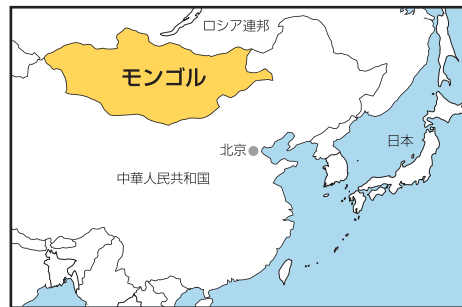 ロシア連邦
モンゴル
日本
北京
中華人民共和国